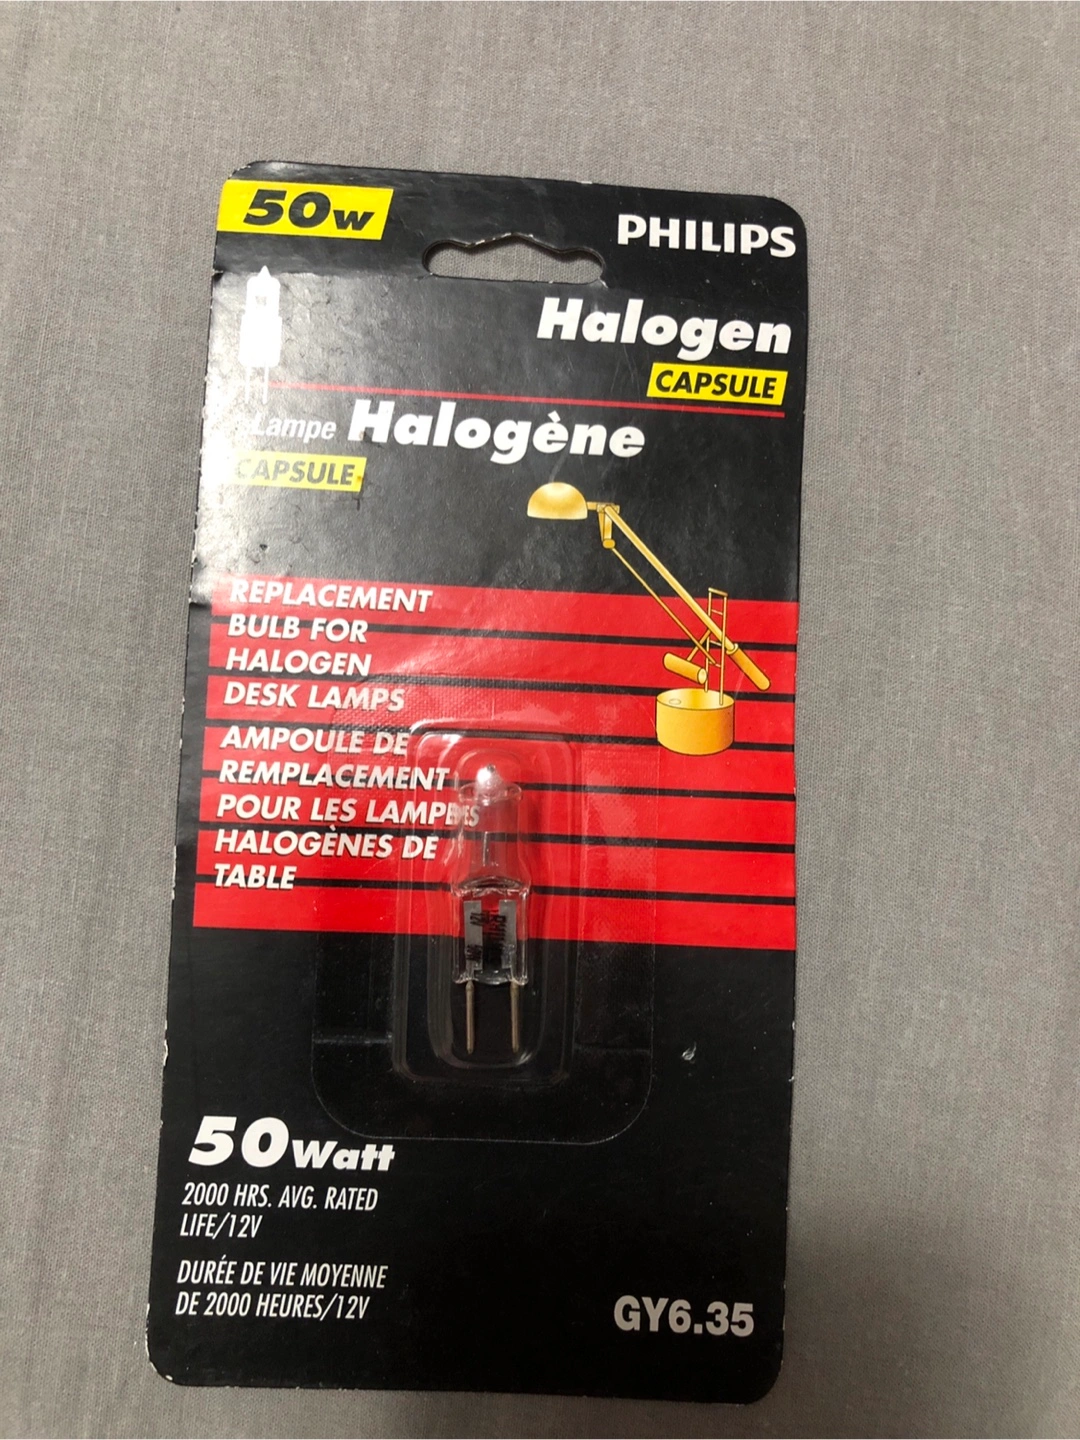 50W
PHILIPS
Halogen
CAPSULE
Lampe Halogène
CAPSULE
REPLACEMENT
BULB FOR
HALOGEN
DESK LAMPS
AMPOULE DE
REMPLACEMENT
POUR LES LAMPES
HALOGÈNES DE
TABLE
50Watt
2000 HRS. AVG. RATED
LIFE/12V
DURÉE DE VIE MOYENNE
DE 2000 HEURES/12V
GY6.35